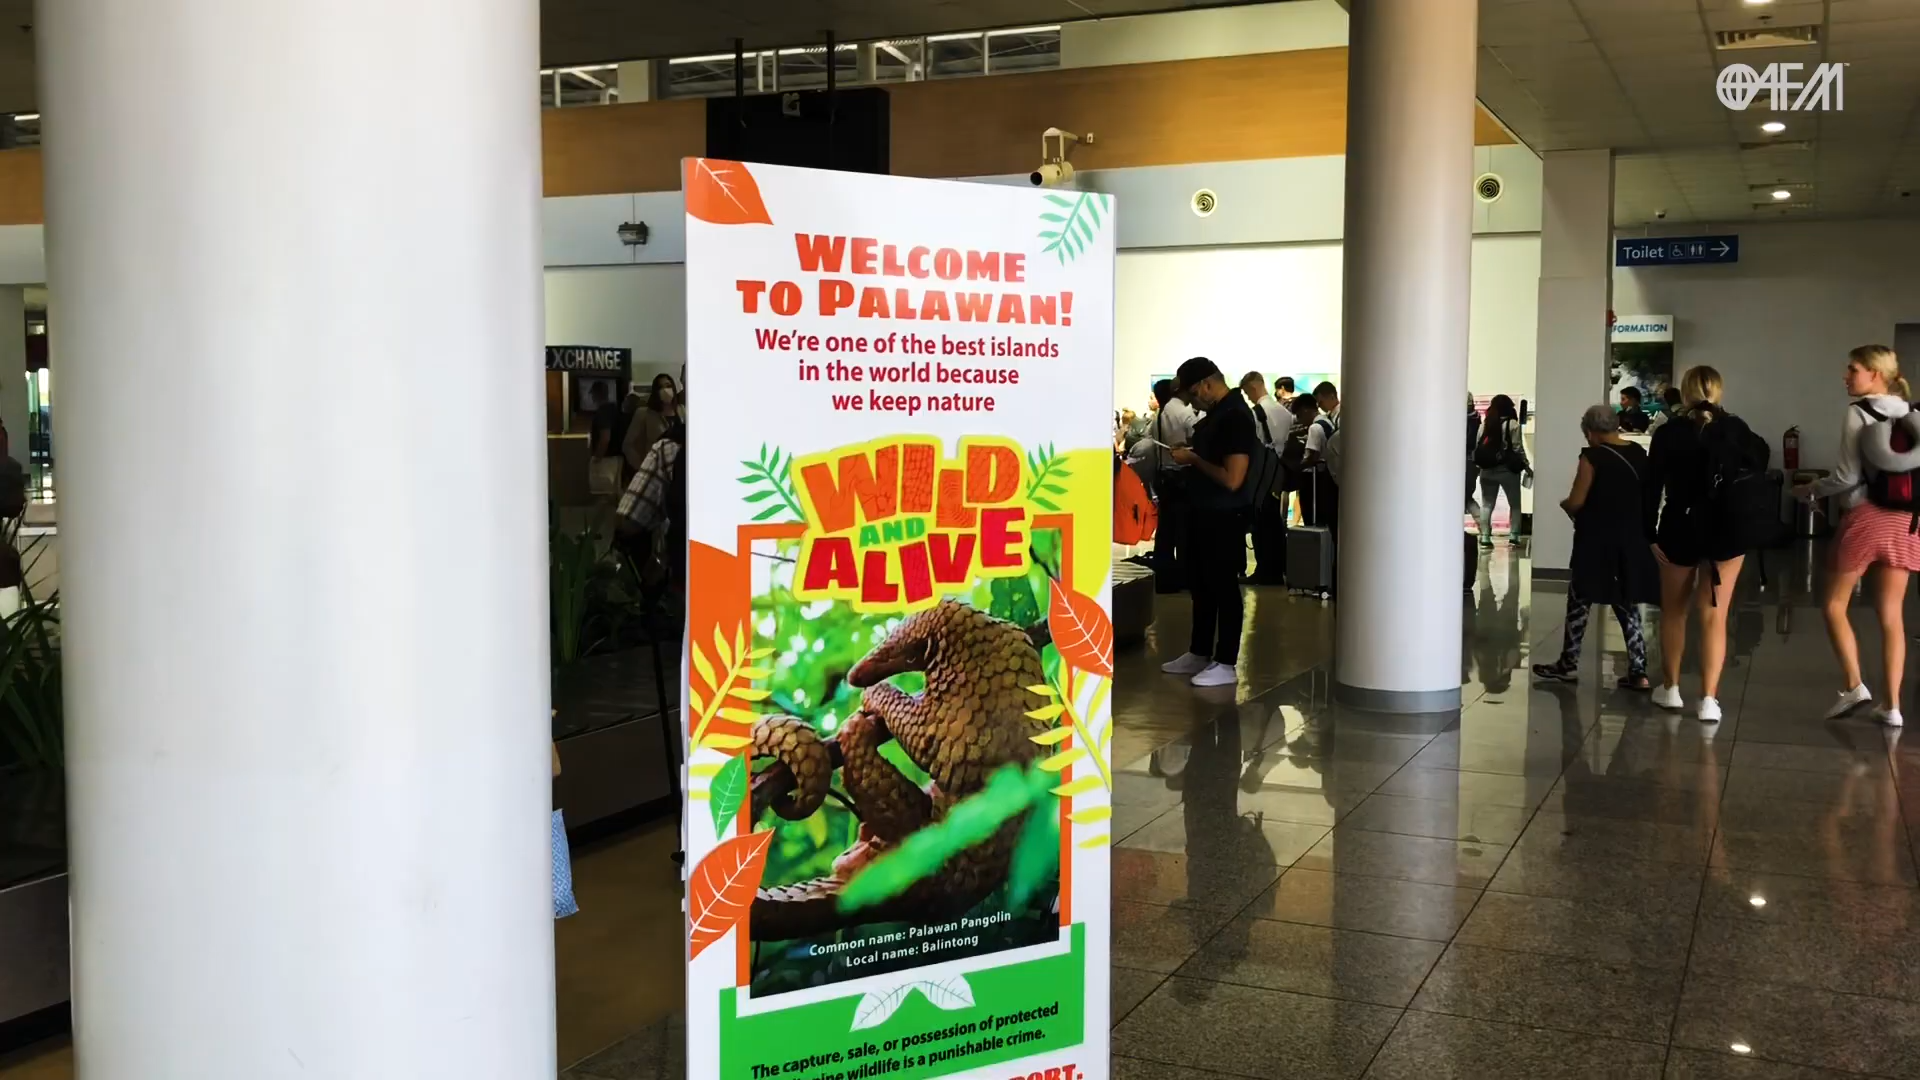 AFM
Toilet
FORMATION
EXCHANGE
WELCOME
TO PALAWAN!
We're one of the best islands
in the world because
we keep nature
WILD
AND
ALIVE
Common name: Palawan Pangolin
Local name: Balintong
The capture, sale, or possession of protected
wildlife is a punishable crime.